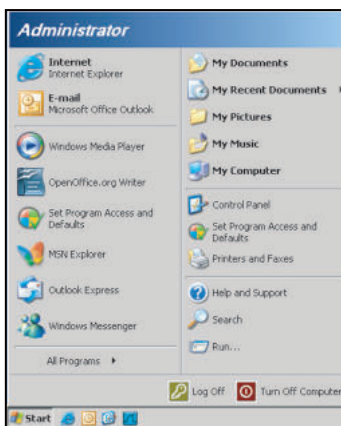 Administrator
Internet
Internet Explorer
E-mail
Microsoft Office Outlook
Windows Media Player
OpenOffice.org Writer
Set Program Access and
Defaults
MSN Explorer
Outlook Express
Windows Messenger
All Programs
My Documents
My Recent Documents
My Pictures
My Music
My Computer
Control Panel
Set Program Access and
Defaults
Printers and Faxes
Help and Support
Search
Run...
Log Off
Turn Off Computer
Start